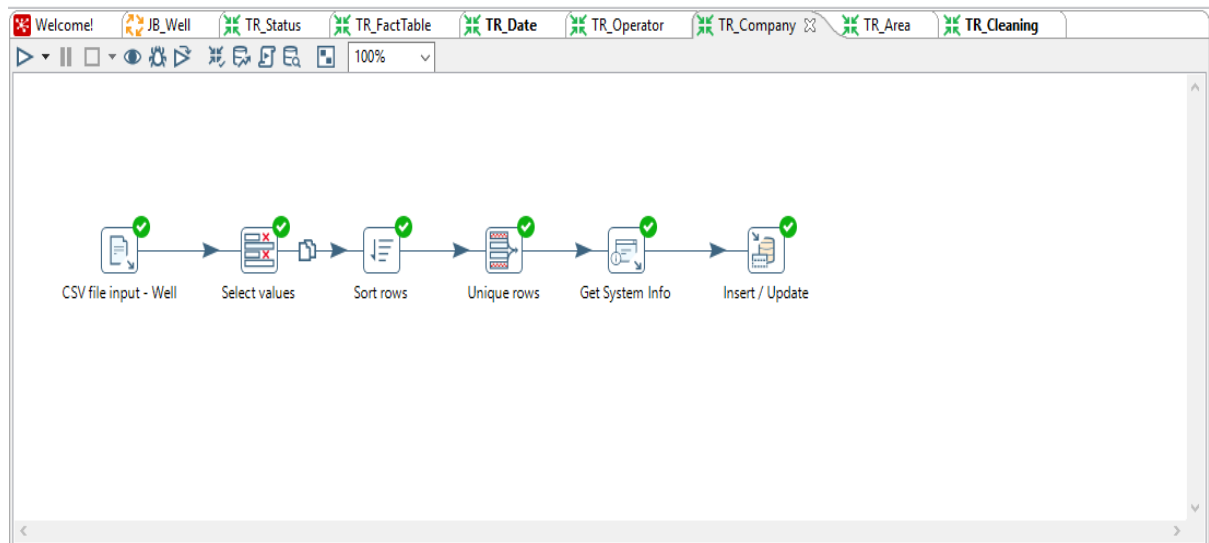 Welcome! JB_Well TR_Status TR_FactTable TR_Date TR_Operator TR_Company TR_Area TR_Cleaning
100%
CSV file input - Well Select values Sort rows Unique rows Get System Info Insert / Update